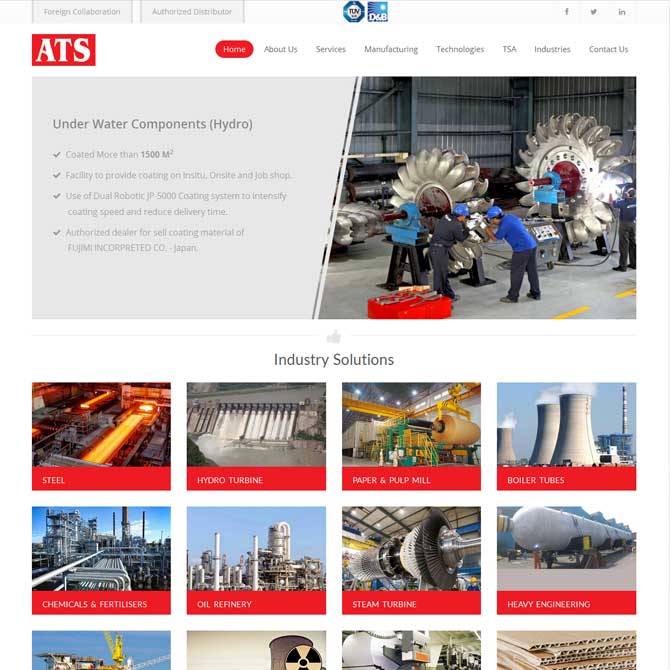 Foreign Collaboration
Authorized Distributor
TÜV
D&B
ATS
Home
About Us
Services
Manufacturing
Technologies
TSA
Industries
Contact Us
Under Water Components (Hydro)
Coated More than 1500 M²
Facility to provide coating on Insitu, Onsite and Job shop.
Use of Dual Robotic JP-5000 Coating system to intensify
coating speed and reduce delivery time.
Authorized dealer for sell coating material of
FUJIMI INCORPRETED CO. - Japan.
Industry Solutions
STEEL
HYDRO TURBINE
PAPER & PULP MILL
BOILER TUBES
CHEMICALS & FERTILISERS
OIL REFINERY
STEAM TURBINE
HEAVY ENGINEERING